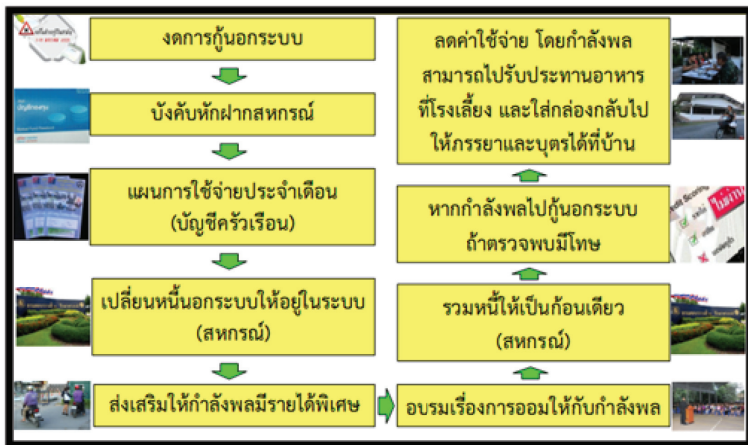 งดการกู้นอกระบบ
บังคับหักฝากสหกรณ์
แผนการใช้จ่ายประจำเดือน
(บัญชีครัวเรือน)
เปลี่ยนหนี้นอกระบบให้อยู่ในระบบ
(สหกรณ์)
ส่งเสริมให้กำลังพลมีรายได้พิเศษ
อบรมเรื่องการออมให้กับกำลังพล
รวมหนี้ให้เป็นก้อนเดียว
(สหกรณ์)
หากกำลังพลไปกู้นอกระบบ
ถ้าตรวจพบมีโทษ
ลดค่าใช้จ่าย โดยกำลังพล
สามารถไปรับประทานอาหาร
ที่โรงเลี้ยง และใส่กล่องกลับไป
ให้ภรรยาและบุตรได้ที่บ้าน